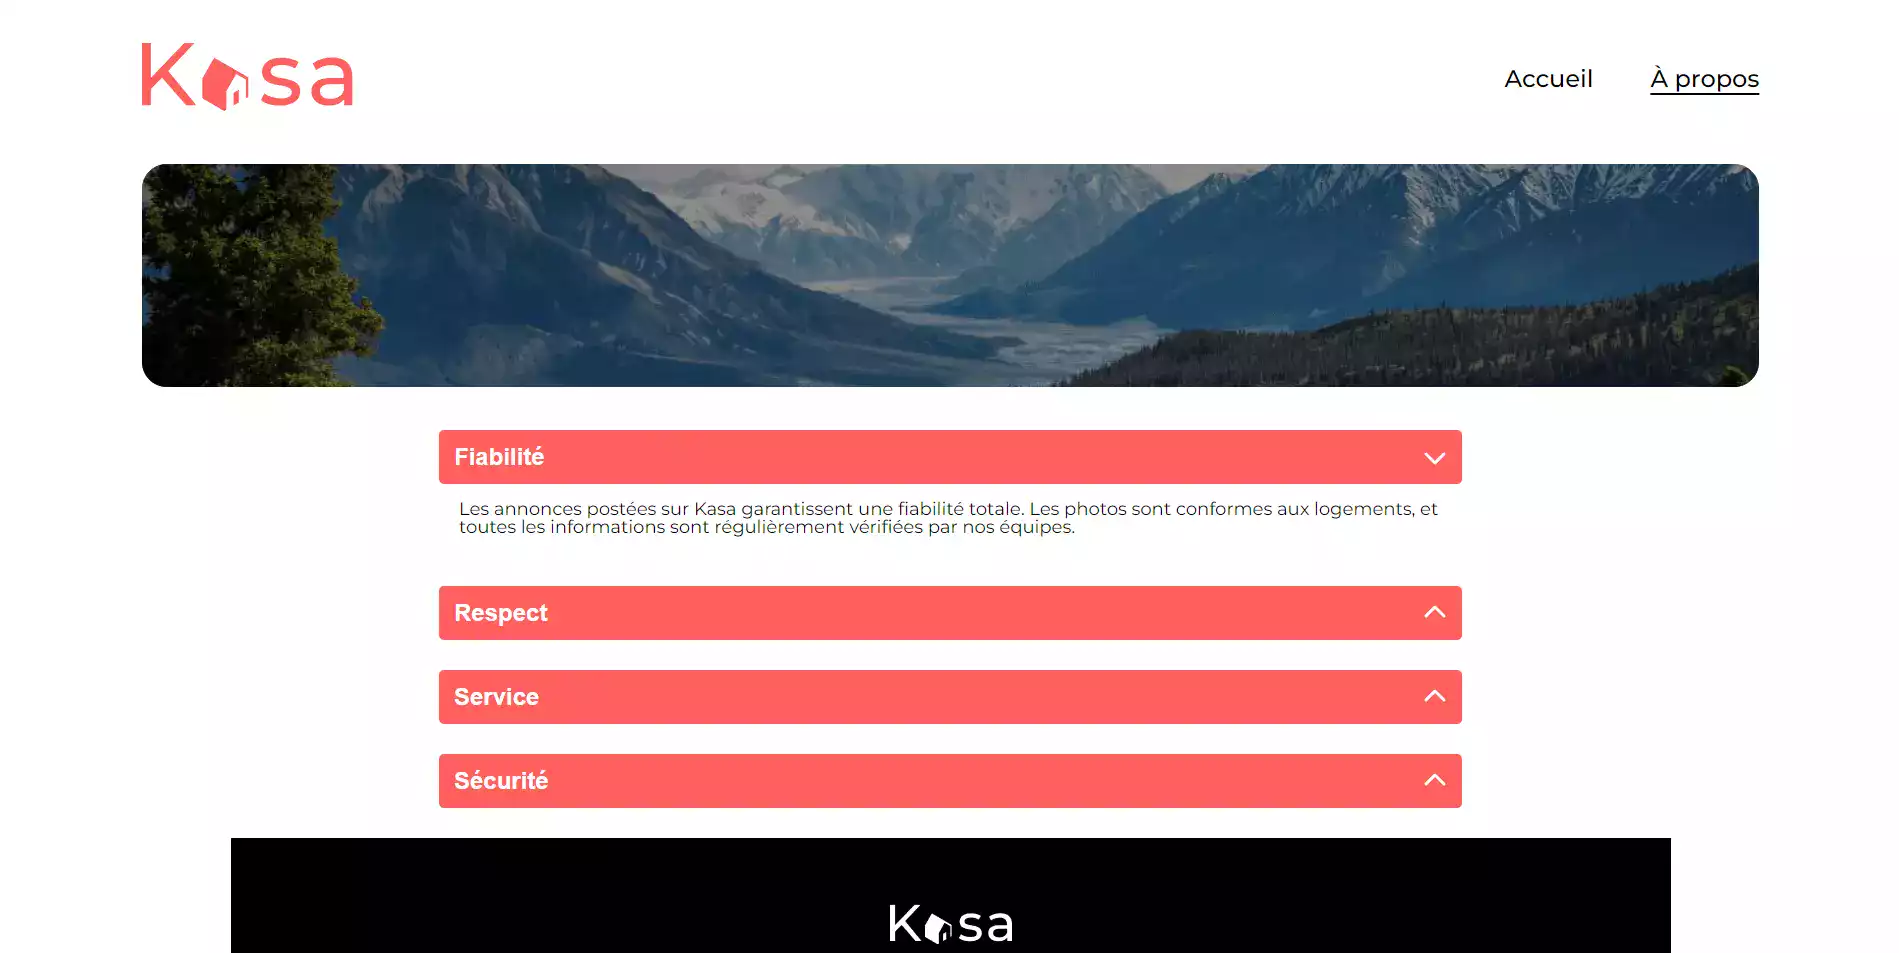 Kasa
Accueil
À propos
Fiabilité
Les annonces postées sur Kasa garantissent une fiabilité totale. Les photos sont conformes aux logements, et
toutes les informations sont régulièrement vérifiées par nos équipes.
Respect
Service
Sécurité
Kasa